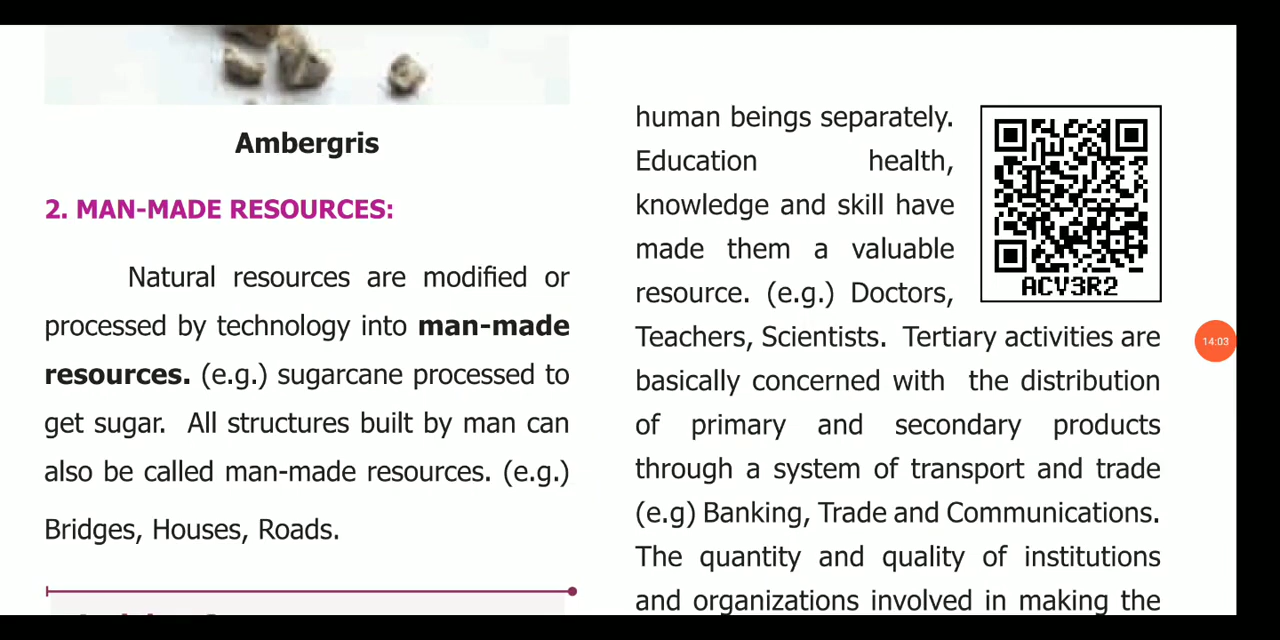 Ambergris
2. MAN-MADE RESOURCES:
Natural resources are modified or
processed by technology into man-made
resources. (e.g.) sugarcane processed to
get sugar. All structures built by man can
also be called man-made resources. (e.g.)
Bridges, Houses, Roads.
human beings separately.
Education health,
knowledge and skill have
made them a valuable
resource. (e.g.) Doctors,
Teachers, Scientists. Tertiary activities are
basically concerned with the distribution
of primary and secondary products
through a system of transport and trade
(e.g) Banking, Trade and Communications.
The quantity and quality of institutions
and organizations involved in making the
ACV3R2
14:03